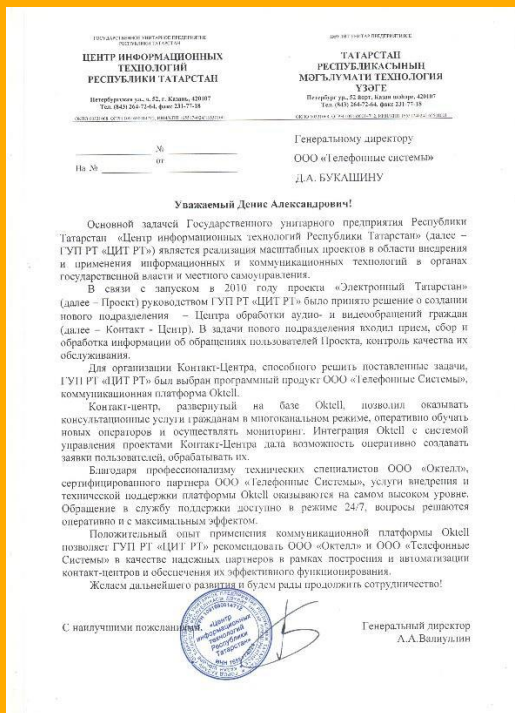 ГОСУДАРСТВЕННОЕ УНИТАРНОЕ ПРЕДПРИЯТИЕ
РЕСПУБЛИКИ ТАТАРСТАН
ЦЕНТР ИНФОРМАЦИОННЫХ
ТЕХНОЛОГИЙ
РЕСПУБЛИКИ ТАТАРСТАН
Петербургская ул., д. 52, г. Казань, 420107
Тел. (843) 264-72-64, факс 231-77-18
ТАТАРСТАН
РЕСПУБЛИКАСЫНЫҢ
МӘГЪЛҮМАТИ ТЕХНОЛОГИЯ
ҮЗӘГЕ
Петербург ур., 52 йорт, Казан шәһәре, 420107
Тел. (843) 264-72-64, факс 231-77-18
№
На № от
Генеральному директору
ООО «Телефонные системы»
Д.А. БУКАШИНУ
Уважаемый Денис Александрович!
Основной задачей Государственного унитарного предприятия Республики
Татарстан «Центр информационных технологий Республики Татарстан» (далее –
ГУП РТ «ЦИТ РТ») является реализация масштабных проектов в области внедрения
и применения информационных и коммуникационных технологий в органах
государственной власти и местного самоуправления.
В связи с запуском в 2010 году проекта «Электронный Татарстан»
(далее – Проект) руководством ГУП РТ «ЦИТ РТ» было принято решение о создании
нового подразделения – Центра обработки аудио- и видеообращений граждан
(далее – Контакт - Центр). В задачи нового подразделения входил прием, сбор и
обработка информации об обращениях пользователей Проекта, контроль качества их
обслуживания.
Для организации Контакт-Центра, способного решить поставленные задачи,
ГУП РТ «ЦИТ РТ» был выбран программный продукт ООО «Телефонные Системы»,
коммуникационная платформа Oktell.
Контакт-центр, развернутый на базе Oktell, позволил оказывать
консультационные услуги гражданам в многоканальном режиме, оперативно обучать
новых операторов и осуществлять мониторинг. Интеграция Oktell с системой
управления проектами Контакт-Центра дала возможность оперативно создавать
заявки пользователей, обрабатывать их.
Благодаря профессионализму технических специалистов ООО «Октелл»,
сертифицированного партнера ООО «Телефонные Системы», услуги внедрения и
технической поддержки платформы Oktell оказываются на самом высоком уровне.
Обращение в службу поддержки доступно в режиме 24/7, вопросы решаются
оперативно и с максимальным эффектом.
Положительный опыт применения коммуникационной платформы Oktell
позволяет ГУП РТ «ЦИТ РТ» рекомендовать ООО «Октелл» и ООО «Телефонные
Системы» в качестве надежных партнеров в рамках построения и автоматизации
контакт-центров и обеспечения их эффективного функционирования.
Желаем дальнейшего развития и будем рады продолжить сотрудничество!
С наилучшими пожеланиями,
Генеральный директор
А.А.Валиуллин
«Центр
информационных
технологий
Республики
Татарстан»